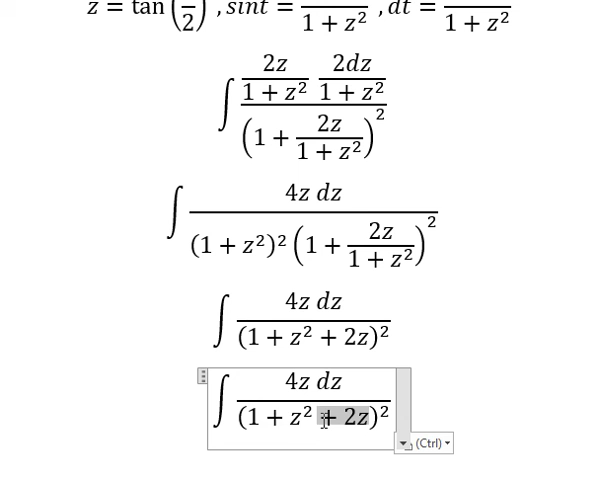 z = tan (/2) , sint = /1 + z² , dt = /1 + z²
∫ (2z/(1 + z²) 2dz/(1 + z²))/(1 + 2z/(1 + z²))²
∫ 4z dz/((1 + z²)² (1 + 2z/(1 + z²))²)
∫ 4z dz/(1 + z² + 2z)²
∫ 4z dz/(1 + z² + 2z)²
(Ctrl)